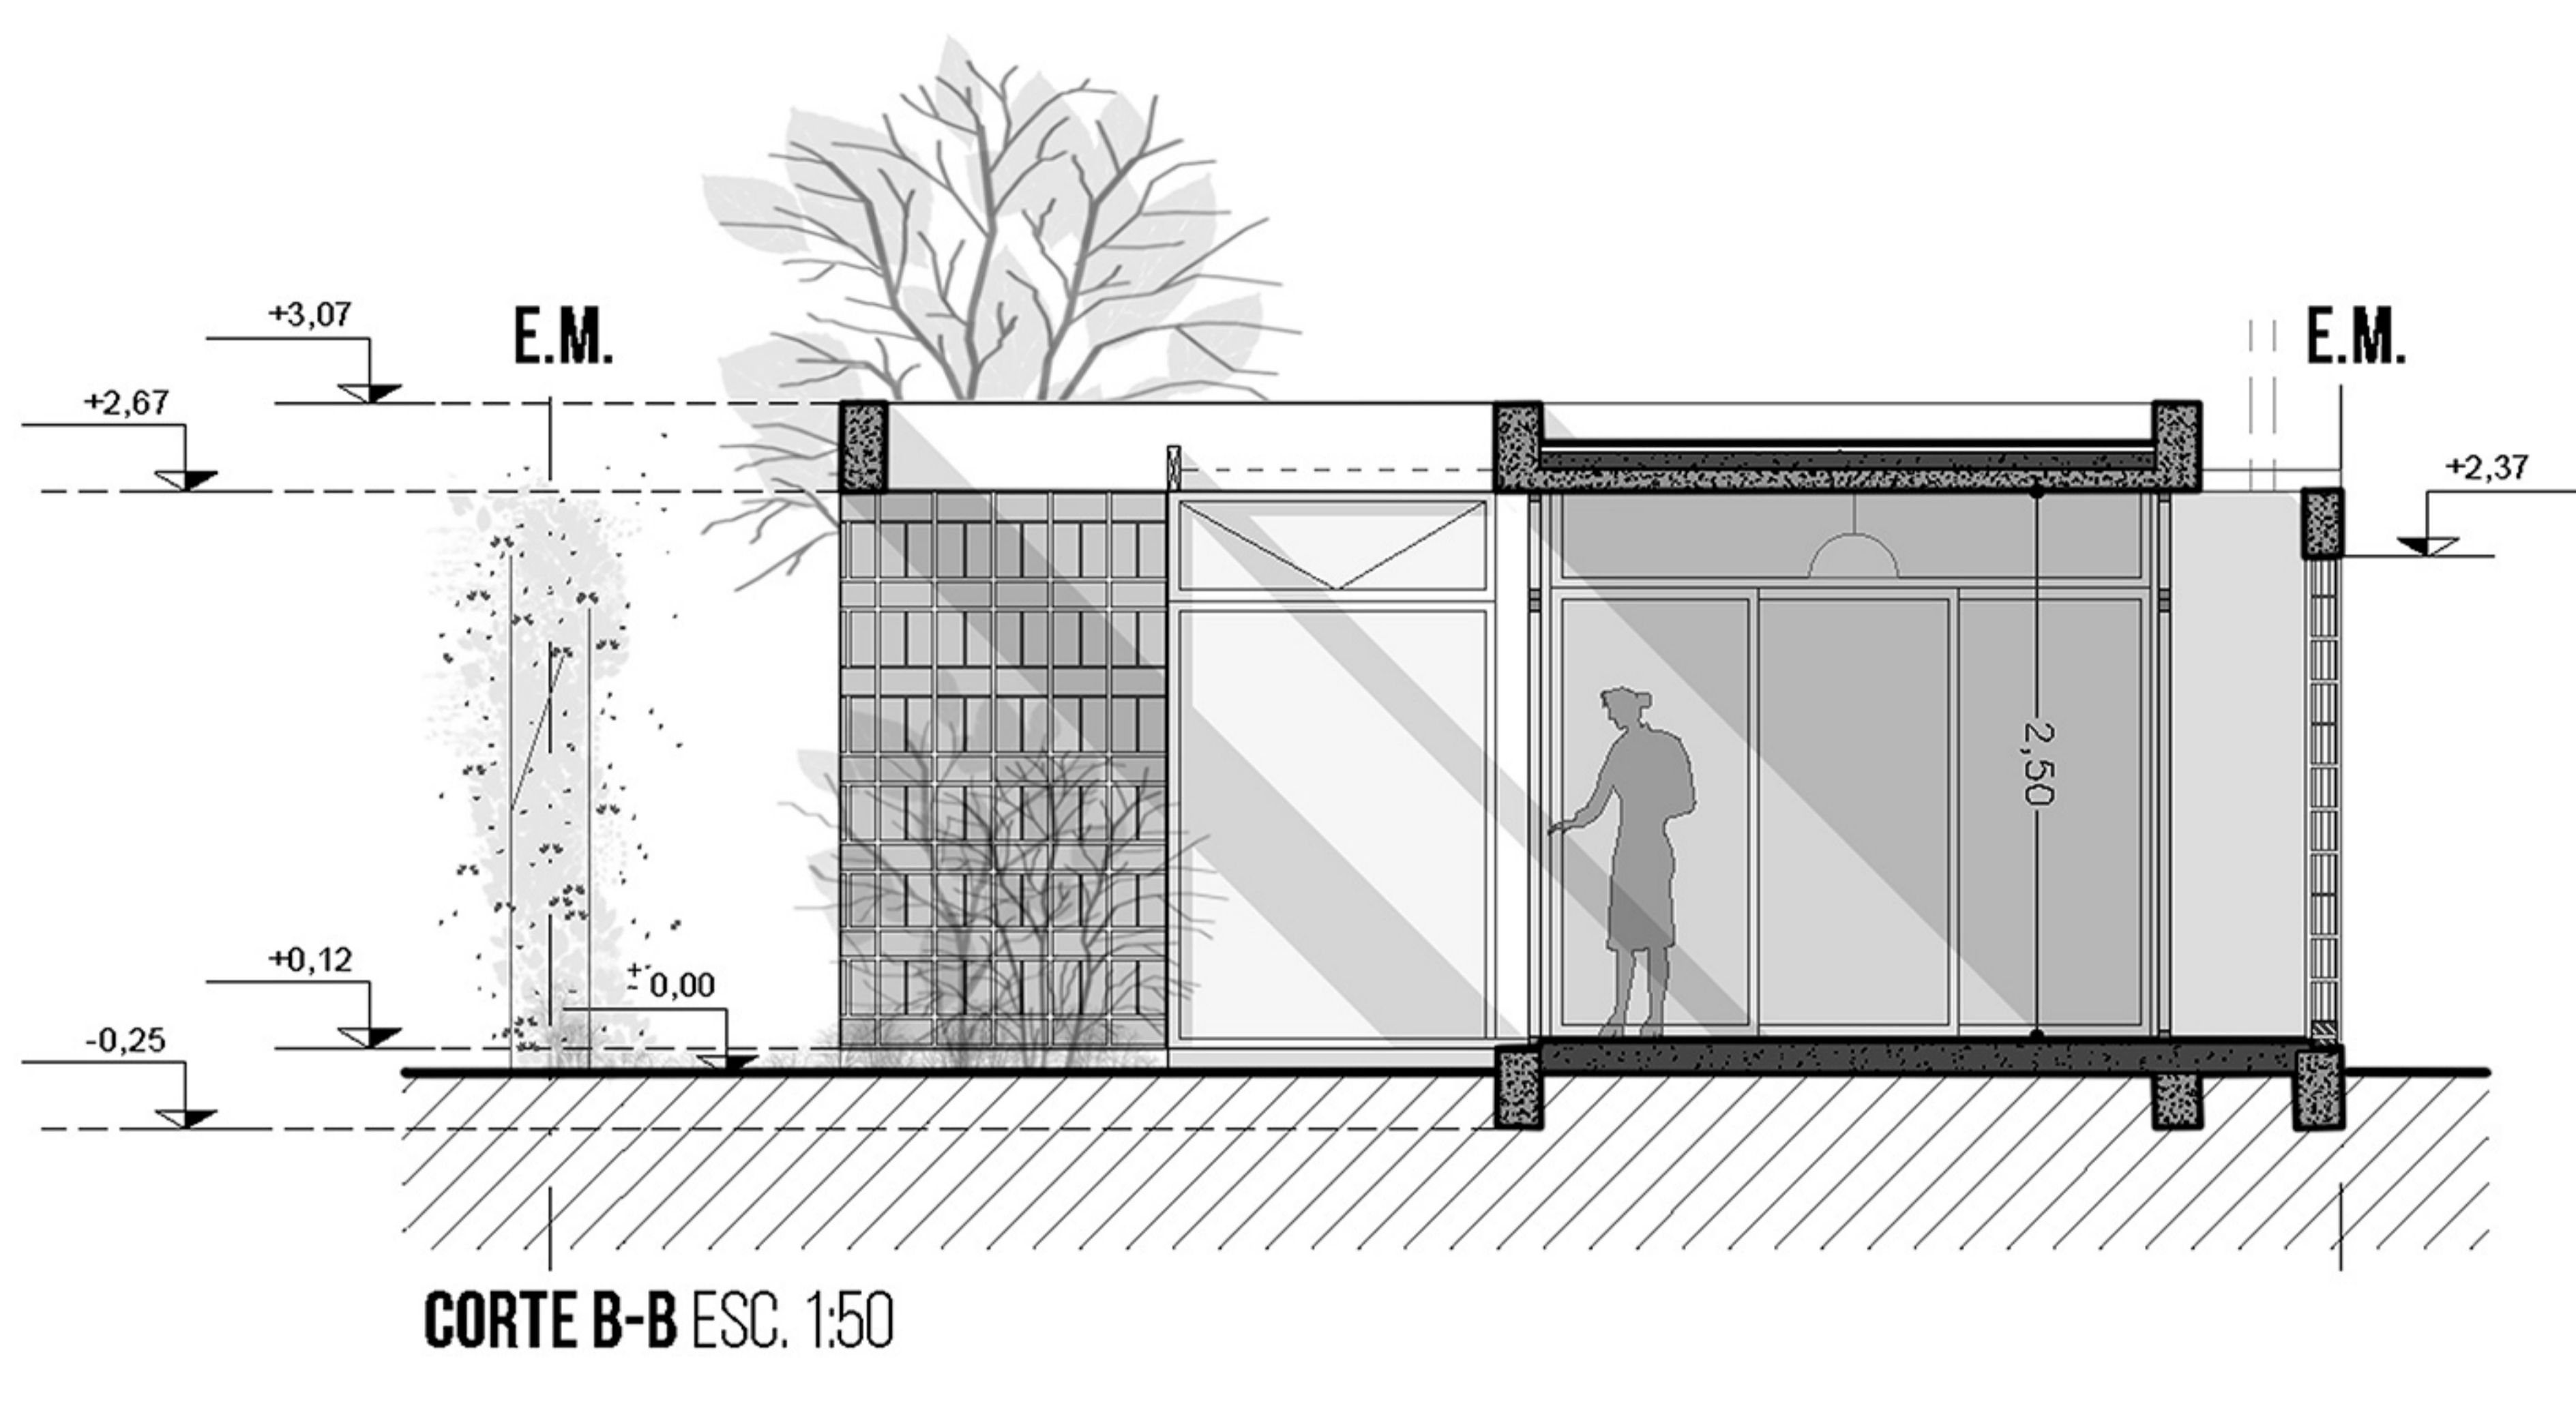 +3,07
E.M.
E.M.
+2,67
+2,37
2,50
+0,12
+- 0,00
-0,25
CORTE B-B ESC. 1:50